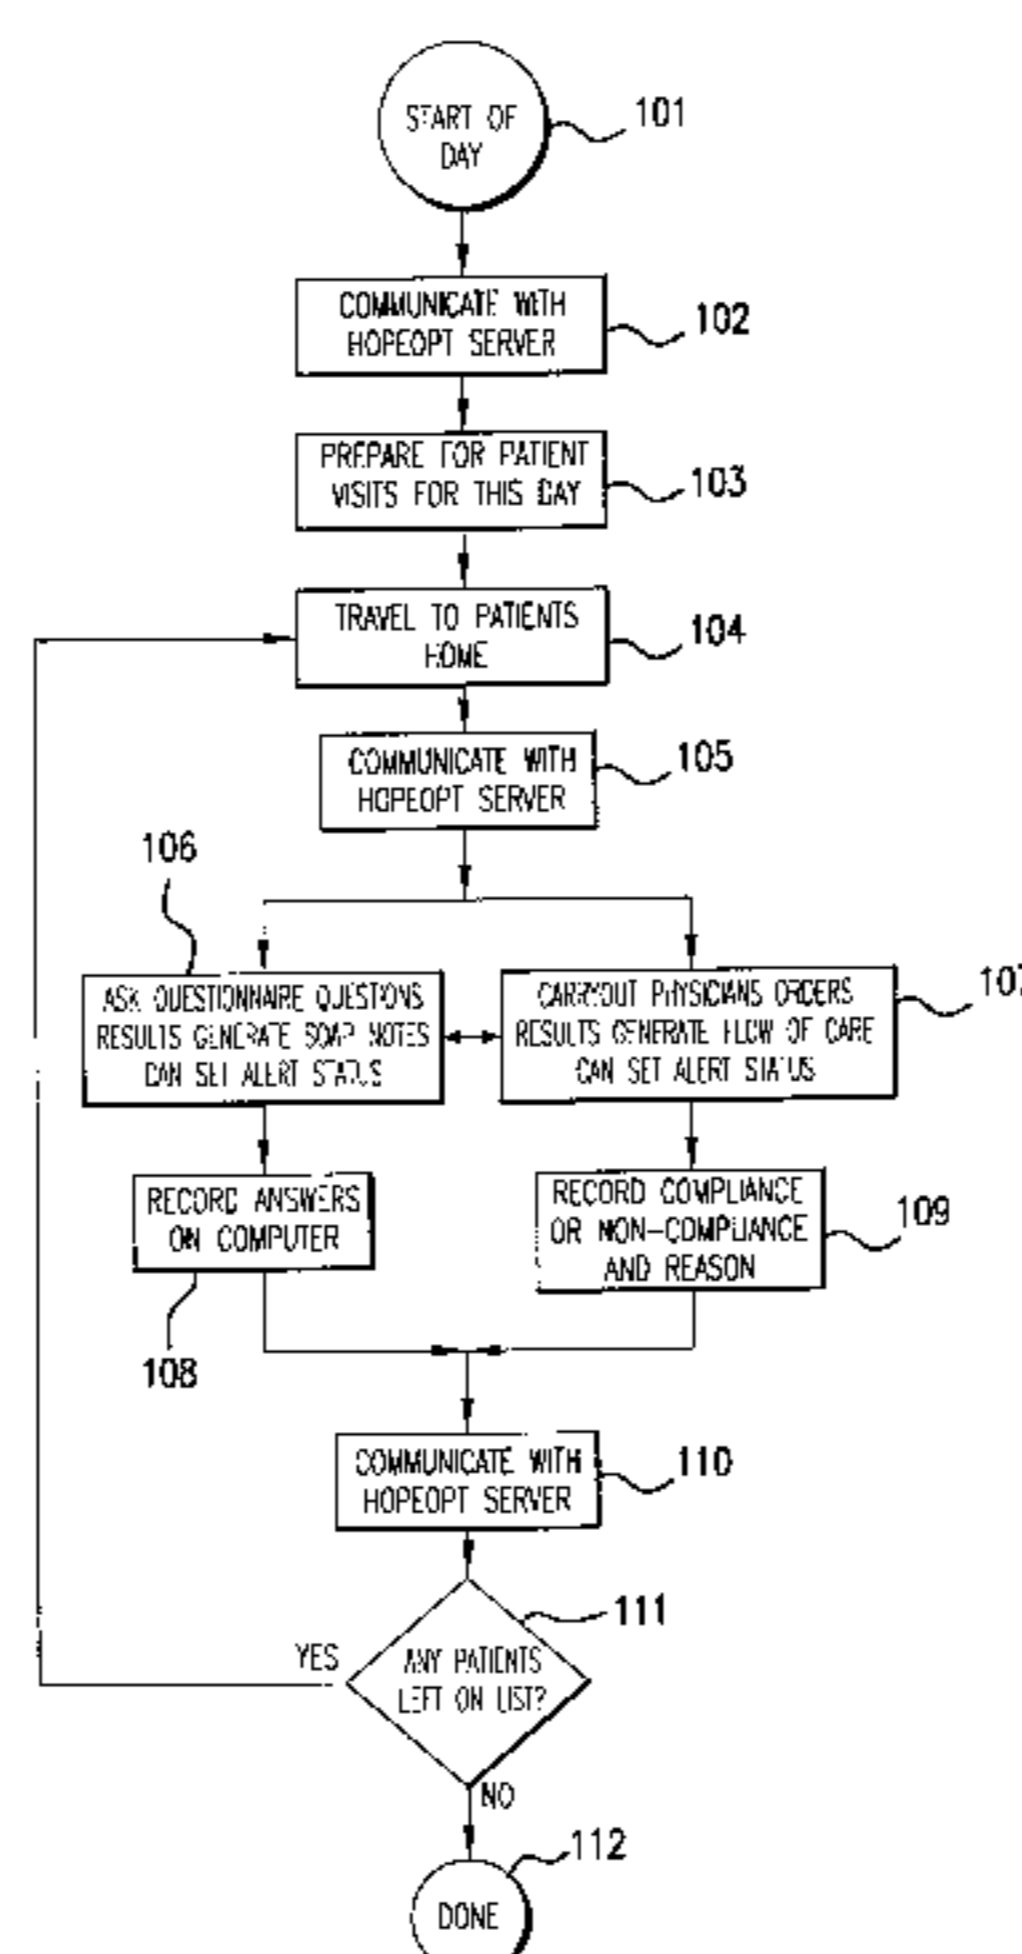 START OF
DAY
101
COMMUNICATE WITH
HOPEOPT SERVER
102
PREPARE FOR PATIENT
VISITS FOR THIS DAY
103
TRAVEL TO PATIENTS
HOME
104
COMMUNICATE WITH
HOPEOPT SERVER
105
106
ASK QUESTIONNAIRE QUESTIONS
RESULTS GENERATE SOAP NOTES
CAN SET ALERT STATUS
CARRYOUT PHYSICIANS ORDERS
RESULTS GENERATE FLOW OF CARE
CAN SET ALERT STATUS
107
RECORD ANSWERS
ON COMPUTER
108
RECORD COMPLIANCE
OR NON-COMPLIANCE
AND REASON
109
COMMUNICATE WITH
HOPEOPT SERVER
110
111
YES
ANY PATIENTS
LEFT ON LIST?
NO
112
DONE